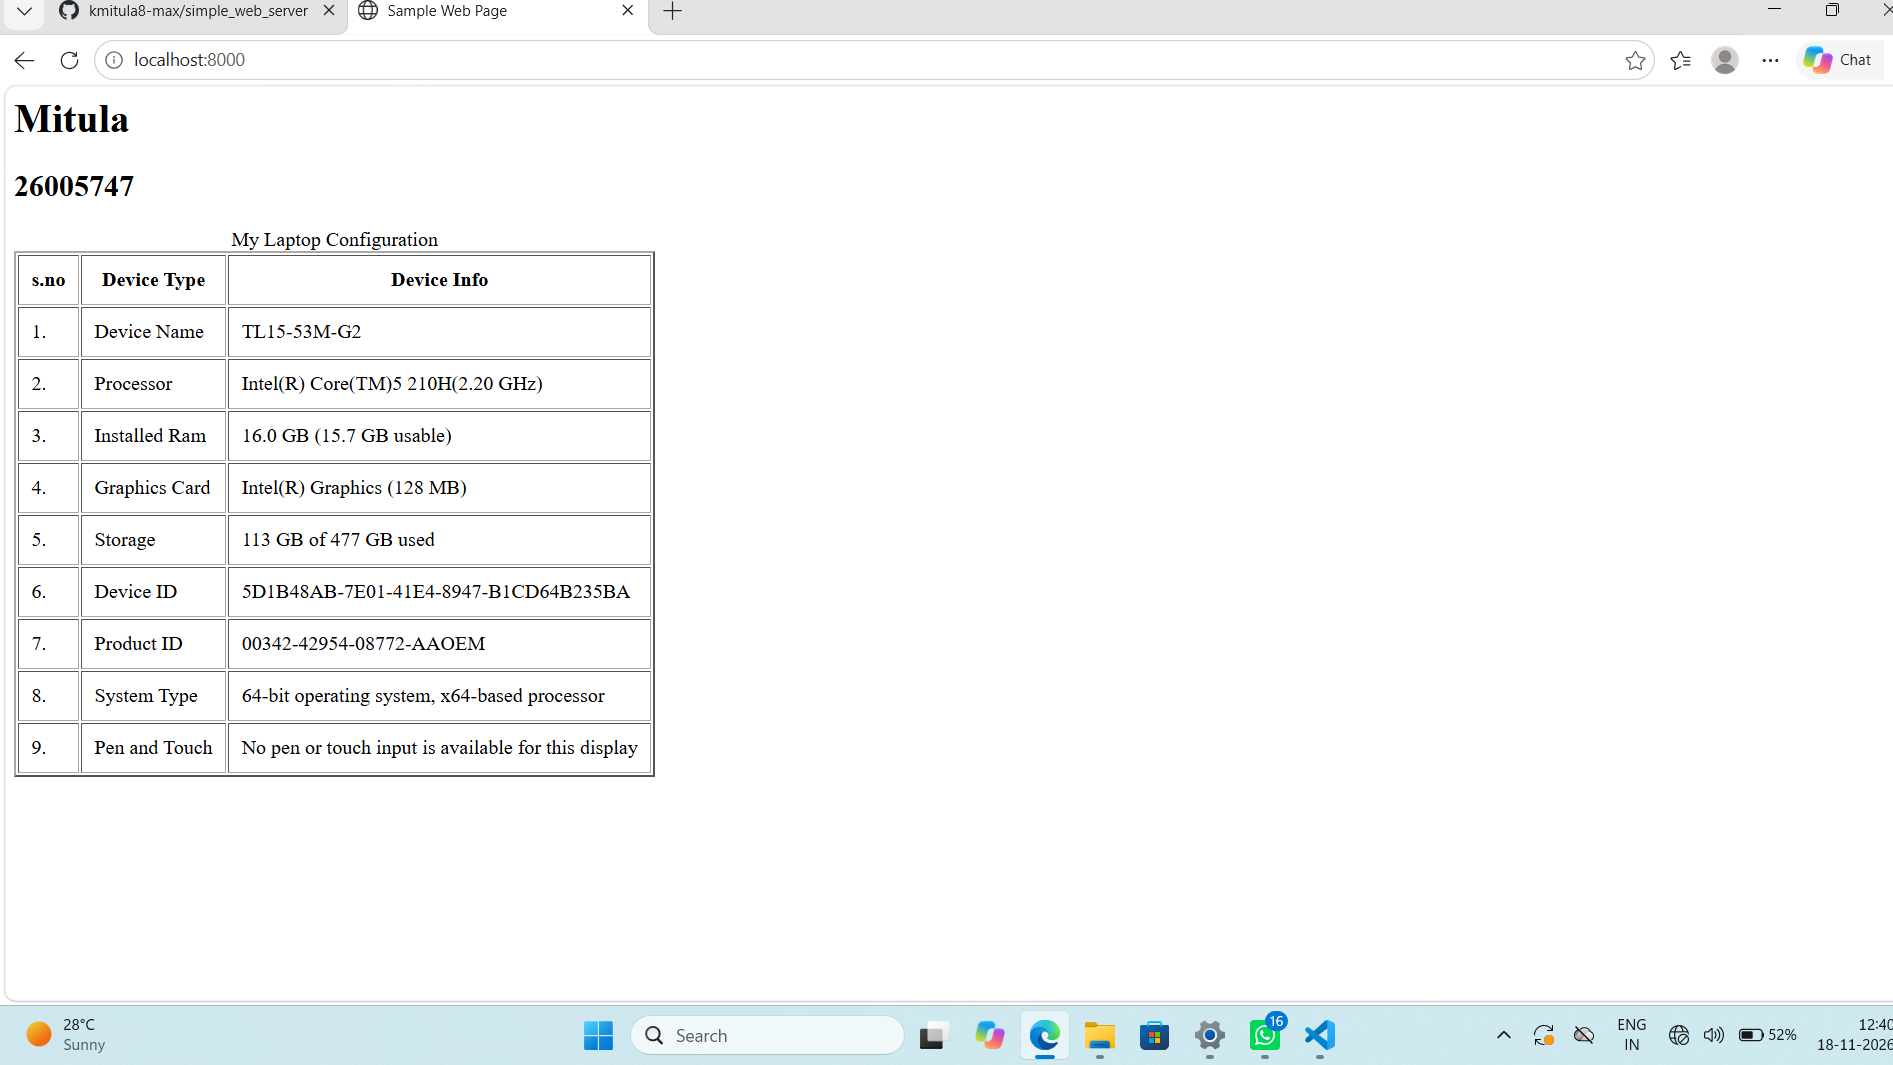 kmitula8-max/simple_web_server
Sample Web Page
localhost:8000
Chat
Mitula
26005747
My Laptop Configuration
s.no Device Type Device Info
1. Device Name TL15-53M-G2
2. Processor Intel(R) Core(TM)5 210H(2.20 GHz)
3. Installed Ram 16.0 GB (15.7 GB usable)
4. Graphics Card Intel(R) Graphics (128 MB)
5. Storage 113 GB of 477 GB used
6. Device ID 5D1B48AB-7E01-41E4-8947-B1CD64B235BA
7. Product ID 00342-42954-08772-AAOEM
8. System Type 64-bit operating system, x64-based processor
9. Pen and Touch No pen or touch input is available for this display
28°C
Sunny
Search
16
ENG
IN
52%
12:40
18-11-2026